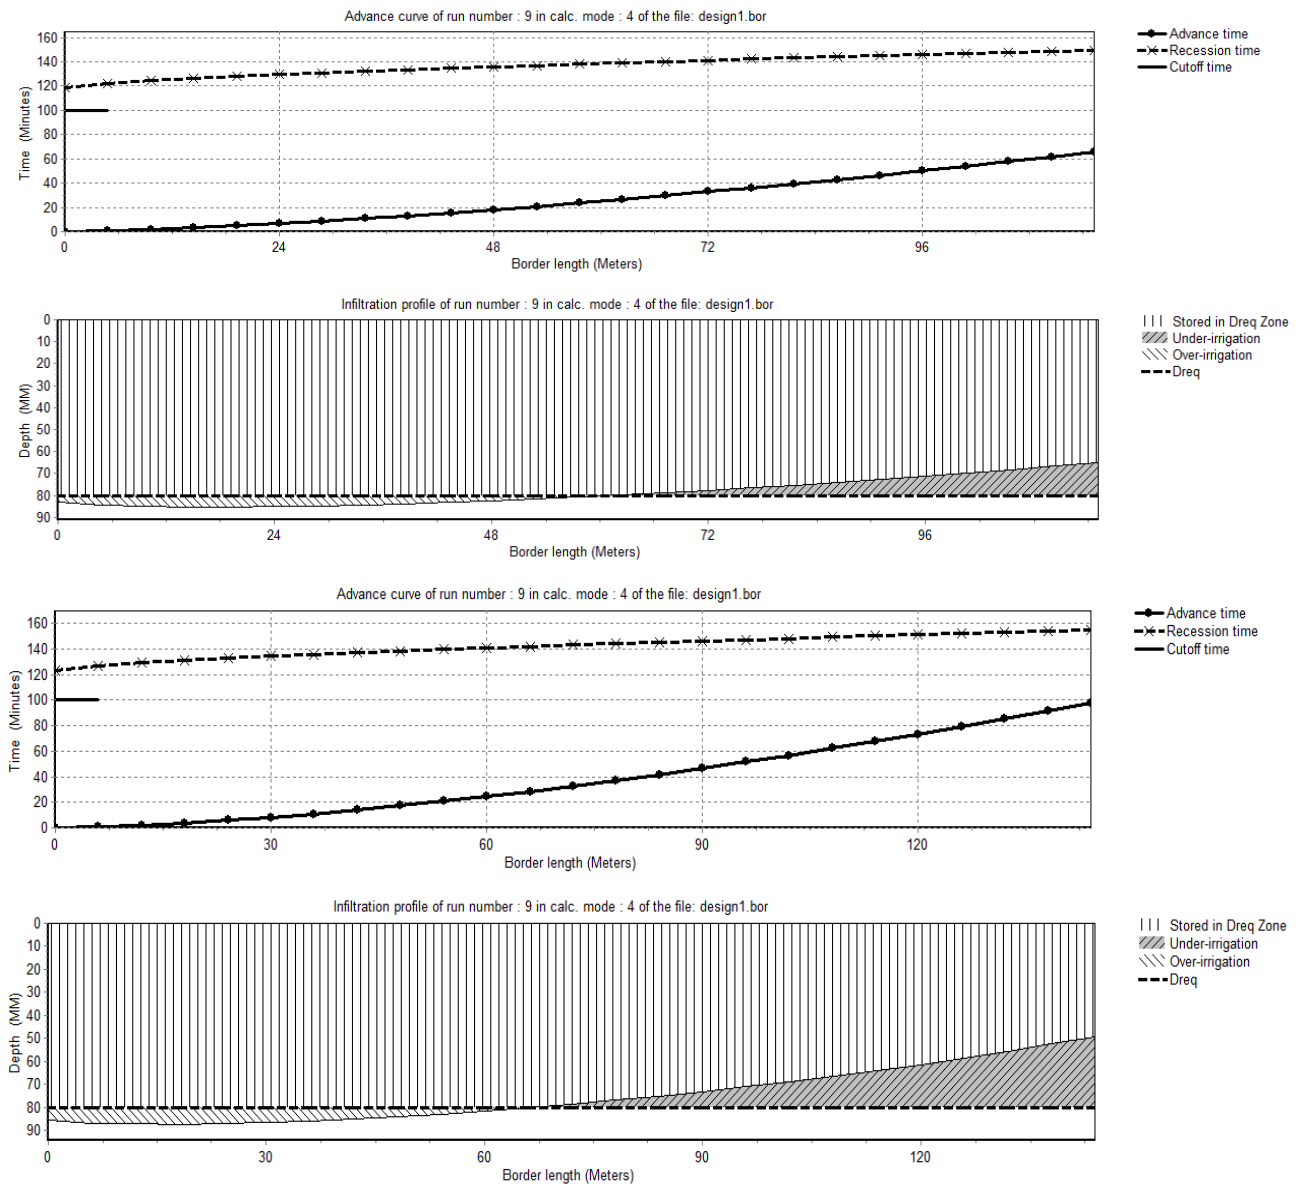 Advance curve of run number : 9 in calc. mode : 4 of the file: design1.bor
Time (Minutes)
160
140
120
100
80
60
40
20
0
0 24 48 72 96
Border length (Meters)
Advance time
Recession time
Cutoff time
Infiltration profile of run number : 9 in calc. mode : 4 of the file: design1.bor
Depth (MM)
0
10
20
30
40
50
60
70
80
90
0 24 48 72 96
Border length (Meters)
Stored in Dreq Zone
Under-irrigation
Over-irrigation
Dreq
Advance curve of run number : 9 in calc. mode : 4 of the file: design1.bor
Time (Minutes)
160
140
120
100
80
60
40
20
0
0 30 60 90 120
Border length (Meters)
Advance time
Recession time
Cutoff time
Infiltration profile of run number : 9 in calc. mode : 4 of the file: design1.bor
Depth (MM)
0
10
20
30
40
50
60
70
80
90
0 30 60 90 120
Border length (Meters)
Stored in Dreq Zone
Under-irrigation
Over-irrigation
Dreq